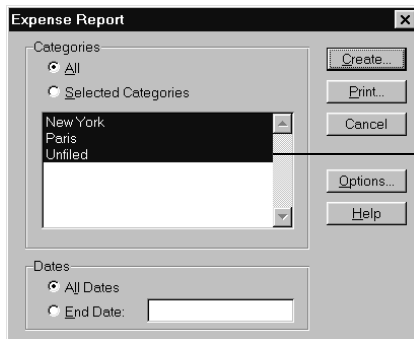 Expense Report
Categories
All
Selected Categories
New York
Paris
Unfiled
Create...
Print...
Cancel
Options...
Help
Dates
All Dates
End Date: